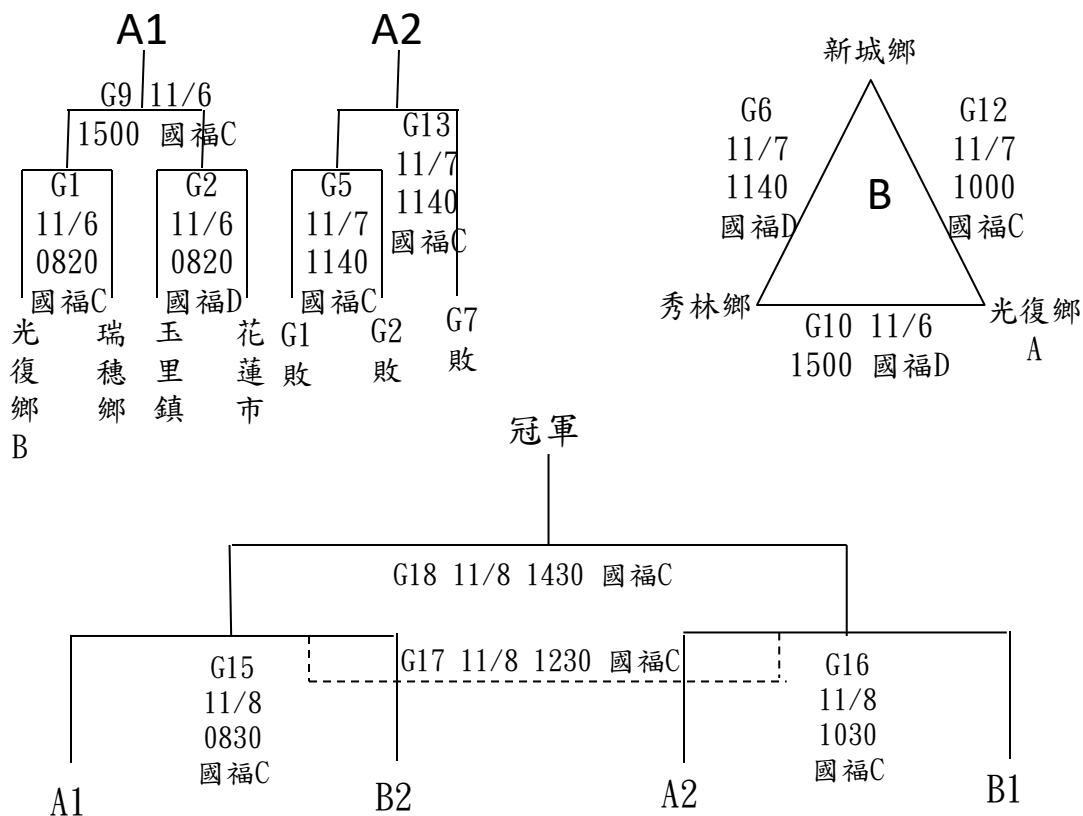 A1
G9 11/6
1500 國福C
G1
11/6
0820
國福C
光復鄉B
瑞穗鄉
G2
11/6
0820
國福D
玉里鎮
花蓮市
A2
G13
11/7
1140
國福C
G5
11/7
1140
國福C
G1敗
G2敗
G7敗
新城鄉
G6
11/7
1140
國福D
B
G12
11/7
1000
國福C
秀林鄉
光復鄉
A
G10 11/6
1500 國福D
冠軍
G18 11/8 1430 國福C
G17 11/8 1230 國福C
G15
11/8
0830
國福C
G16
11/8
1030
國福C
A1
B2
A2
B1